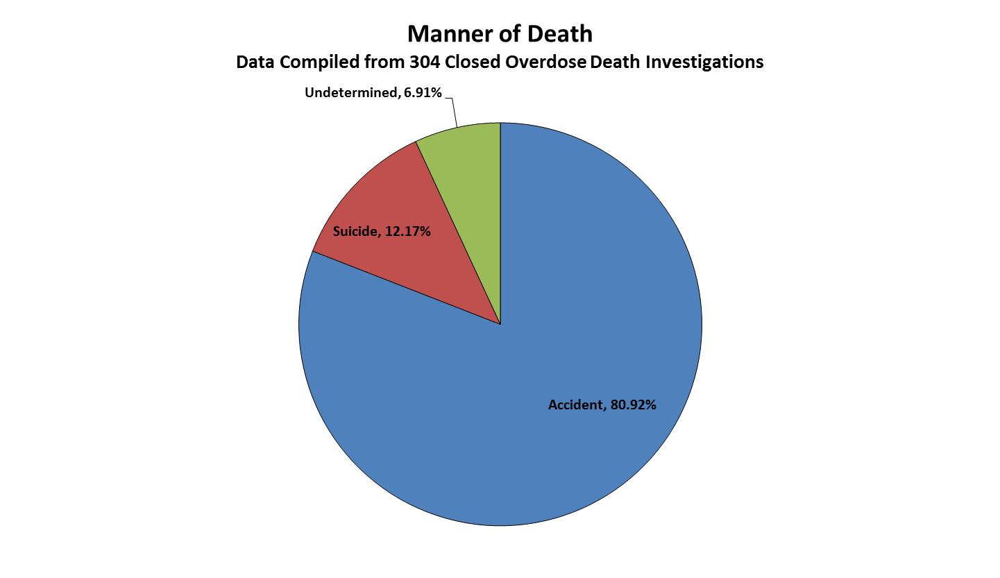 Manner of Death
Data Compiled from 304 Closed Overdose Death Investigations
Undetermined, 6.91%
Suicide, 12.17%
Accident, 80.92%